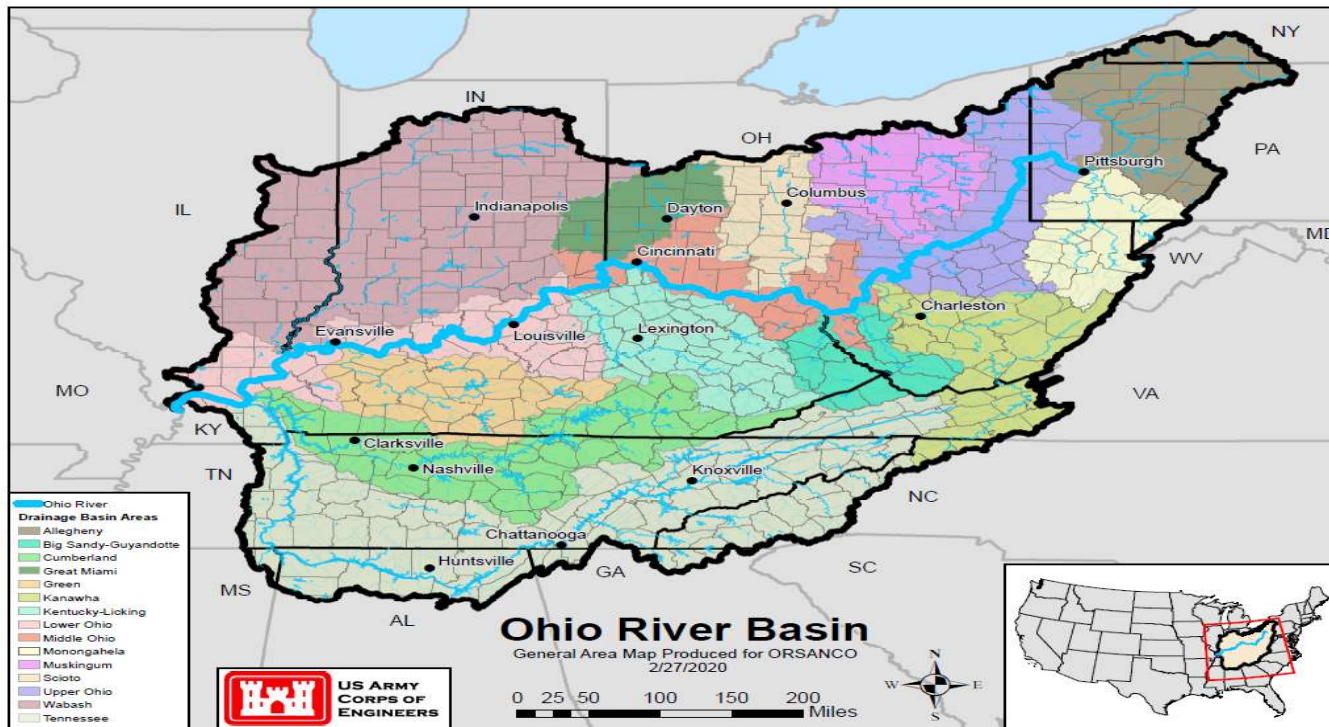 NY
IN
OH
Pittsburgh
PA
IL
Columbus
Indianapolis
Dayton
MD
Cincinnati
WV
Charleston
Evansville
Louisville
Lexington
MO
VA
KY
Clarksville
TN
Nashville
Knoxville
NC
Chattanooga
Huntsville
GA
SC
MS
AL
Ohio River
Drainage Basin Areas
Allegheny
Big Sandy-Guyandotte
Cumberland
Great Miami
Green
Kanawha
Kentucky-Licking
Lower Ohio
Middle Ohio
Monongahela
Muskingum
Scioto
Upper Ohio
Wabash
Tennessee
Ohio River Basin
General Area Map Produced for ORSANCO
2/27/2020
US Army
Corps of
Engineers
0 25 50 100 150 200
Miles
N
W E
S